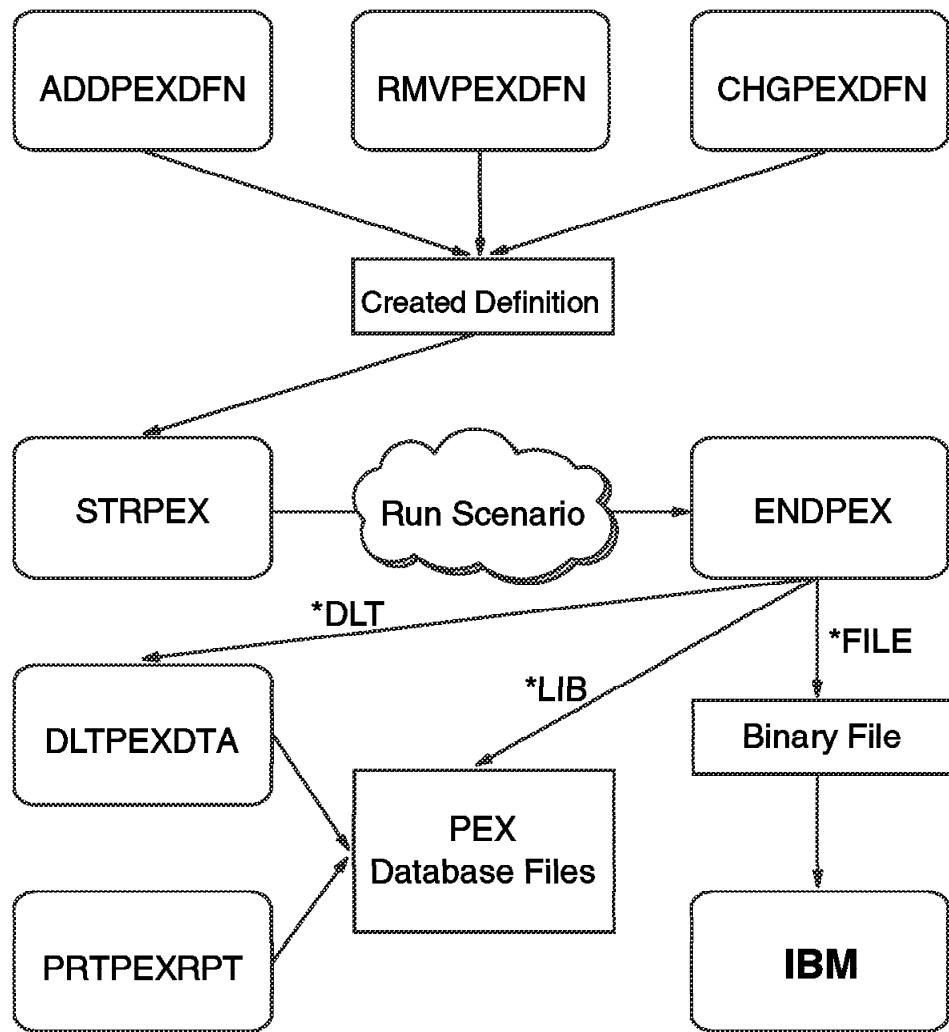 ADDPEXDFN
RMVPEXDFN
CHGPEXDFN
Created Definition
STRPEX
Run Scenario
ENDPEX
*DLT
*FILE
*LIB
DLTPEXDTA
Binary File
PEX
Database Files
PRTPEXRPT
IBM